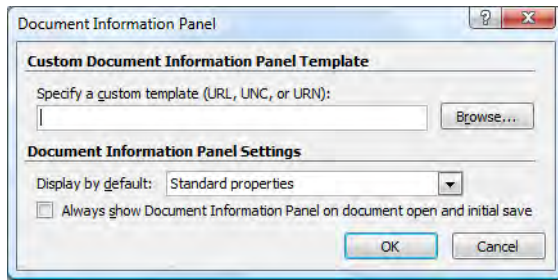 Document Information Panel
Custom Document Information Panel Template
Specify a custom template (URL, UNC, or URN):
Browse...
Document Information Panel Settings
Display by default: Standard properties
Always show Document Information Panel on document open and initial save
OK Cancel